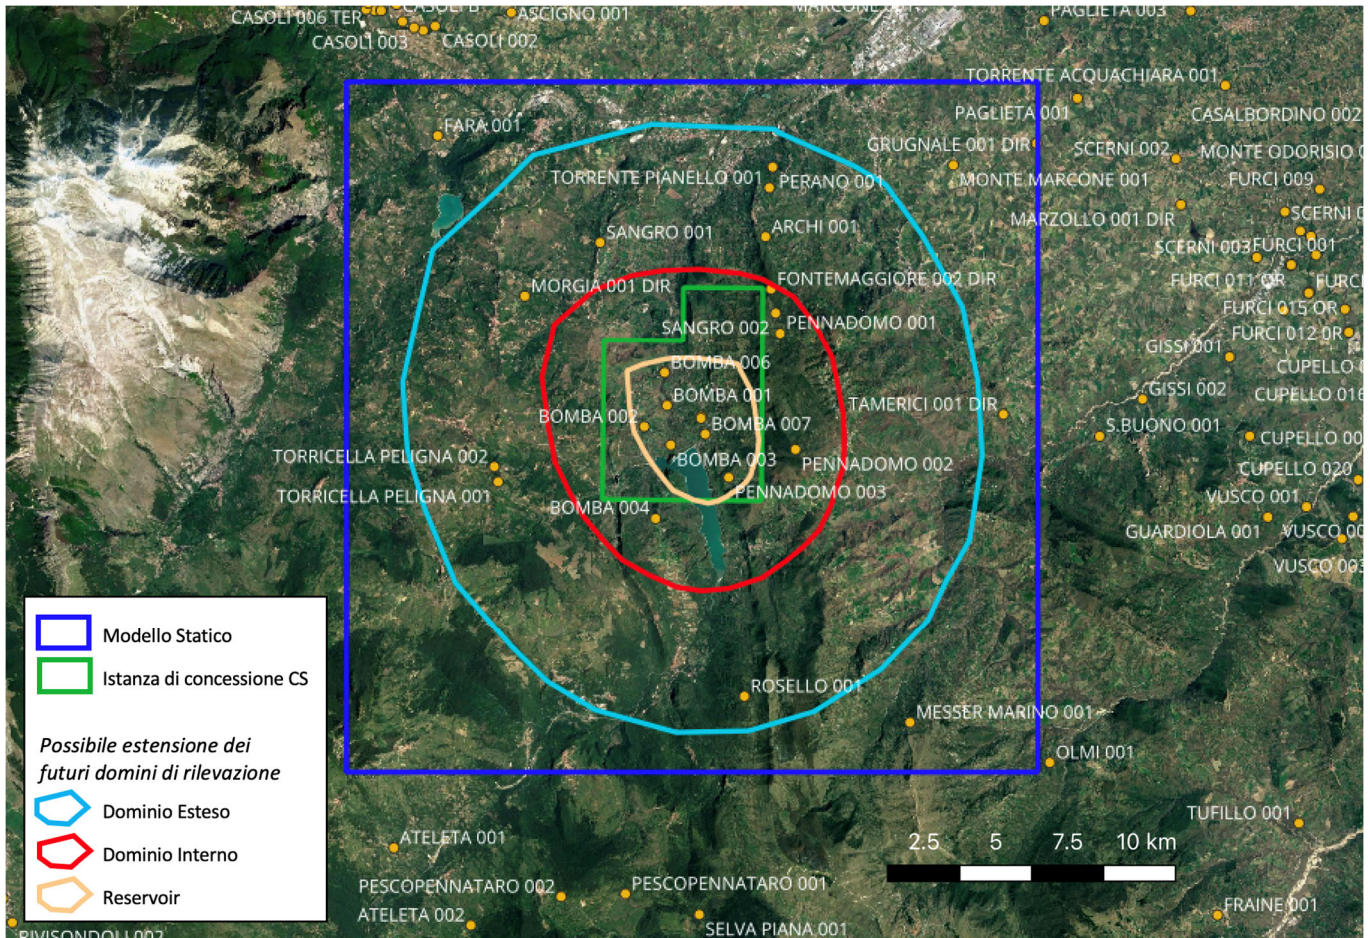 CASOLI 006 TER
CASOLI B
ASCIGNO 001
MARCONE
PAGLIETA 003
CASOLI 003
CASOLI 002
TORRENTE ACQUACHIARA 001
PAGLIETA 001
CASALBORDINO 002
FARA 001
GRUGNALE 001 DIR
SCERNI 002
MONTE ODORISIO
TORRENTE PIANELLO 001
PERANO 001
MONTE MARCONE 001
FURCI 009
MARZOLLO 001 DIR
SCERNI
SANGRO 001
ARCHI 001
SCERNI 003
FURCI 001
MORGIA 001 DIR
FONTEMAGGIORE 002 DIR
FURCI 011 OR
FURCI
SANGRO 002
PENNADOMO 001
FURCI 015 OR
FURCI 012 0R
GISSI 001
BOMBA 006
CUPELLO
BOMBA 001
GISSI 002
CUPELLO 016
BOMBA 002
BOMBA 007
TAMERICI 001 DIR
S.BUONO 001
CUPELLO 00
TORRICELLA PELIGNA 002
BOMBA 003
PENNADOMO 002
CUPELLO 020
TORRICELLA PELIGNA 001
PENNADOMO 003
VUSCO 001
BOMBA 004
GUARDIOLA 001
VUSCO 00
VUSCO 003
Modello Statico
Istanza di concessione CS
ROSELLO 001
MESSER MARINO 001
Possibile estensione dei
futuri domini di rilevazione
OLMI 001
Dominio Esteso
TUFILLO 001
ATELETA 001
2.5 5 7.5 10 km
Dominio Interno
PESCOPENNATARO 002
PESCOPENNATARO 001
Reservoir
ATELETA 002
SELVA PIANA 001
FRAINE 001
RIVISONDOLI 002